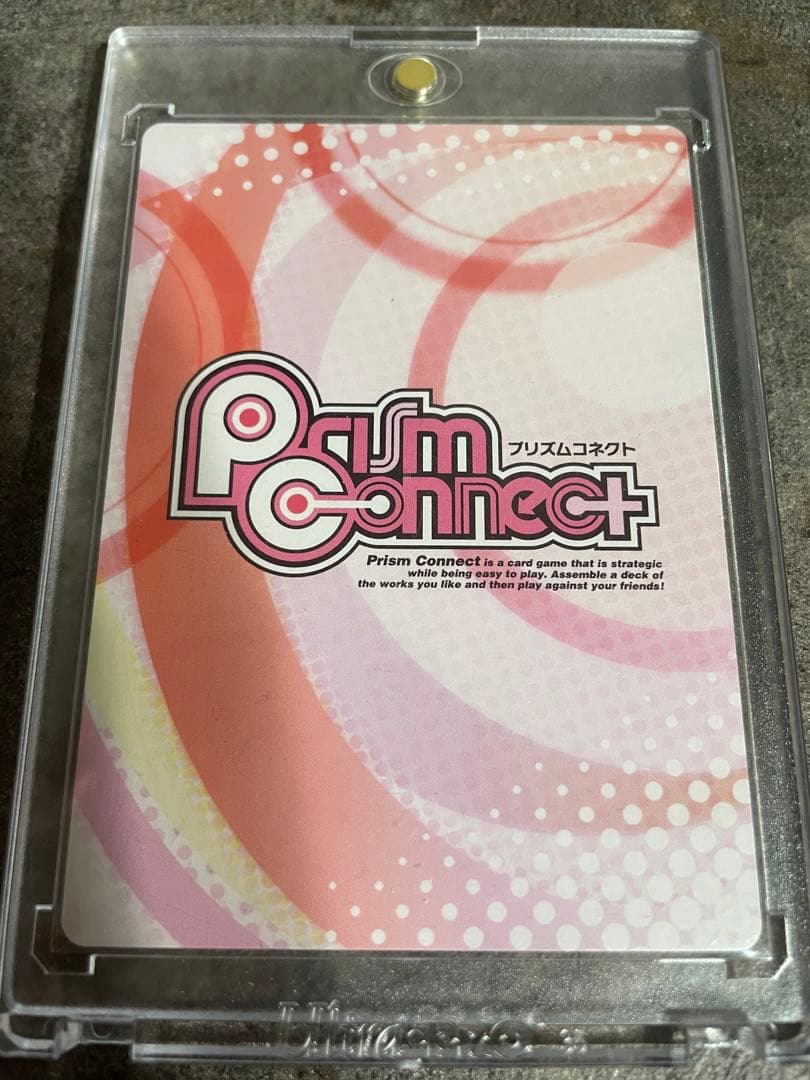 Prism
プリズムコネクト
Connect
Prism Connect is a card game that is strategic
while being easy to play. Assemble a deck of
the works you like and then play against your friends!